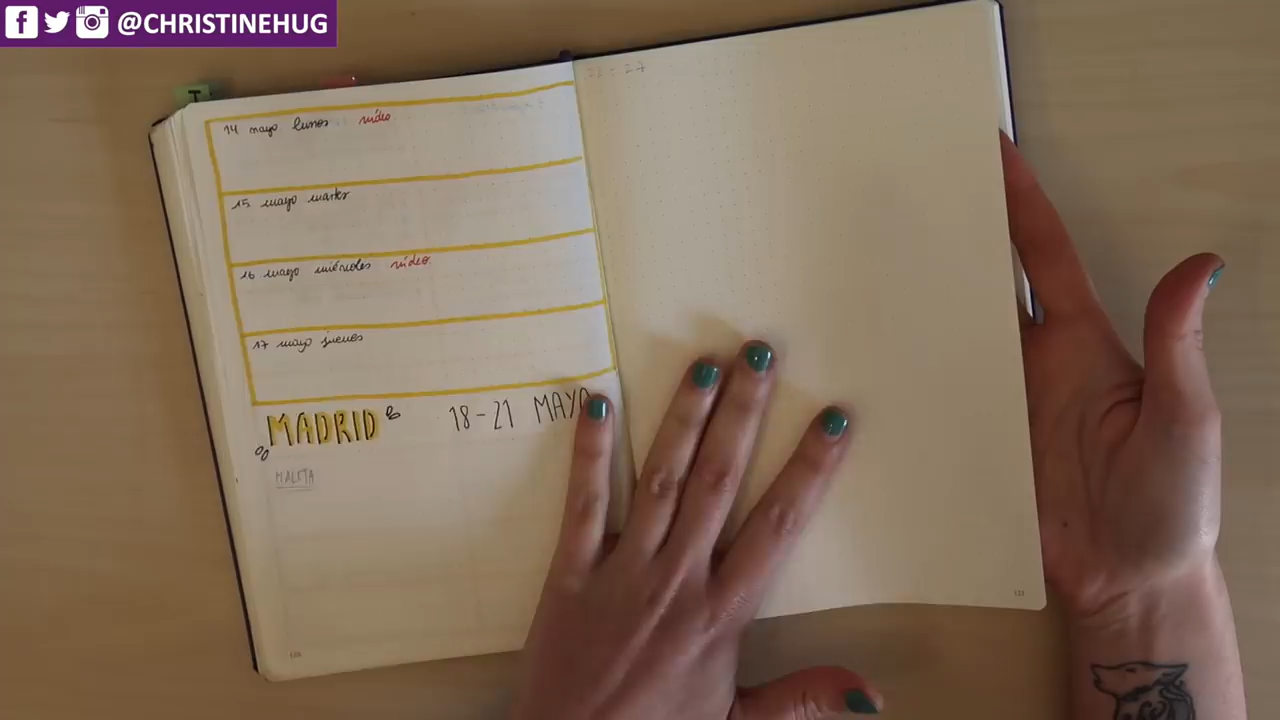 @CHRISTINEHUG
T
14 mayo lunes vídeo
15 mayo martes
16 mayo miércoles vídeo
17 mayo jueves
MADRID 18-21 MAYO
MALETA